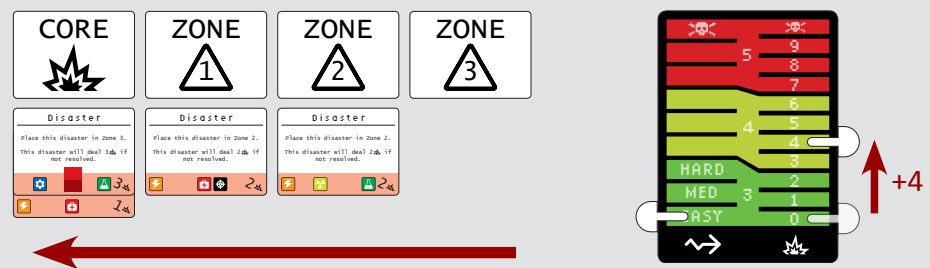 CORE
ZONE
1
ZONE
2
ZONE
3
Disaster
Place this disaster in Zone 3.
This disaster will deal 3 if
not resolved.
3
1
Disaster
Place this disaster in Zone 2.
This disaster will deal 2 if
not resolved.
2
Disaster
Place this disaster in Zone 2.
This disaster will deal 2 if
not resolved.
2
9
5
8
7
6
5
4
4
3
HARD
2
MED
3
1
EASY
0
+4